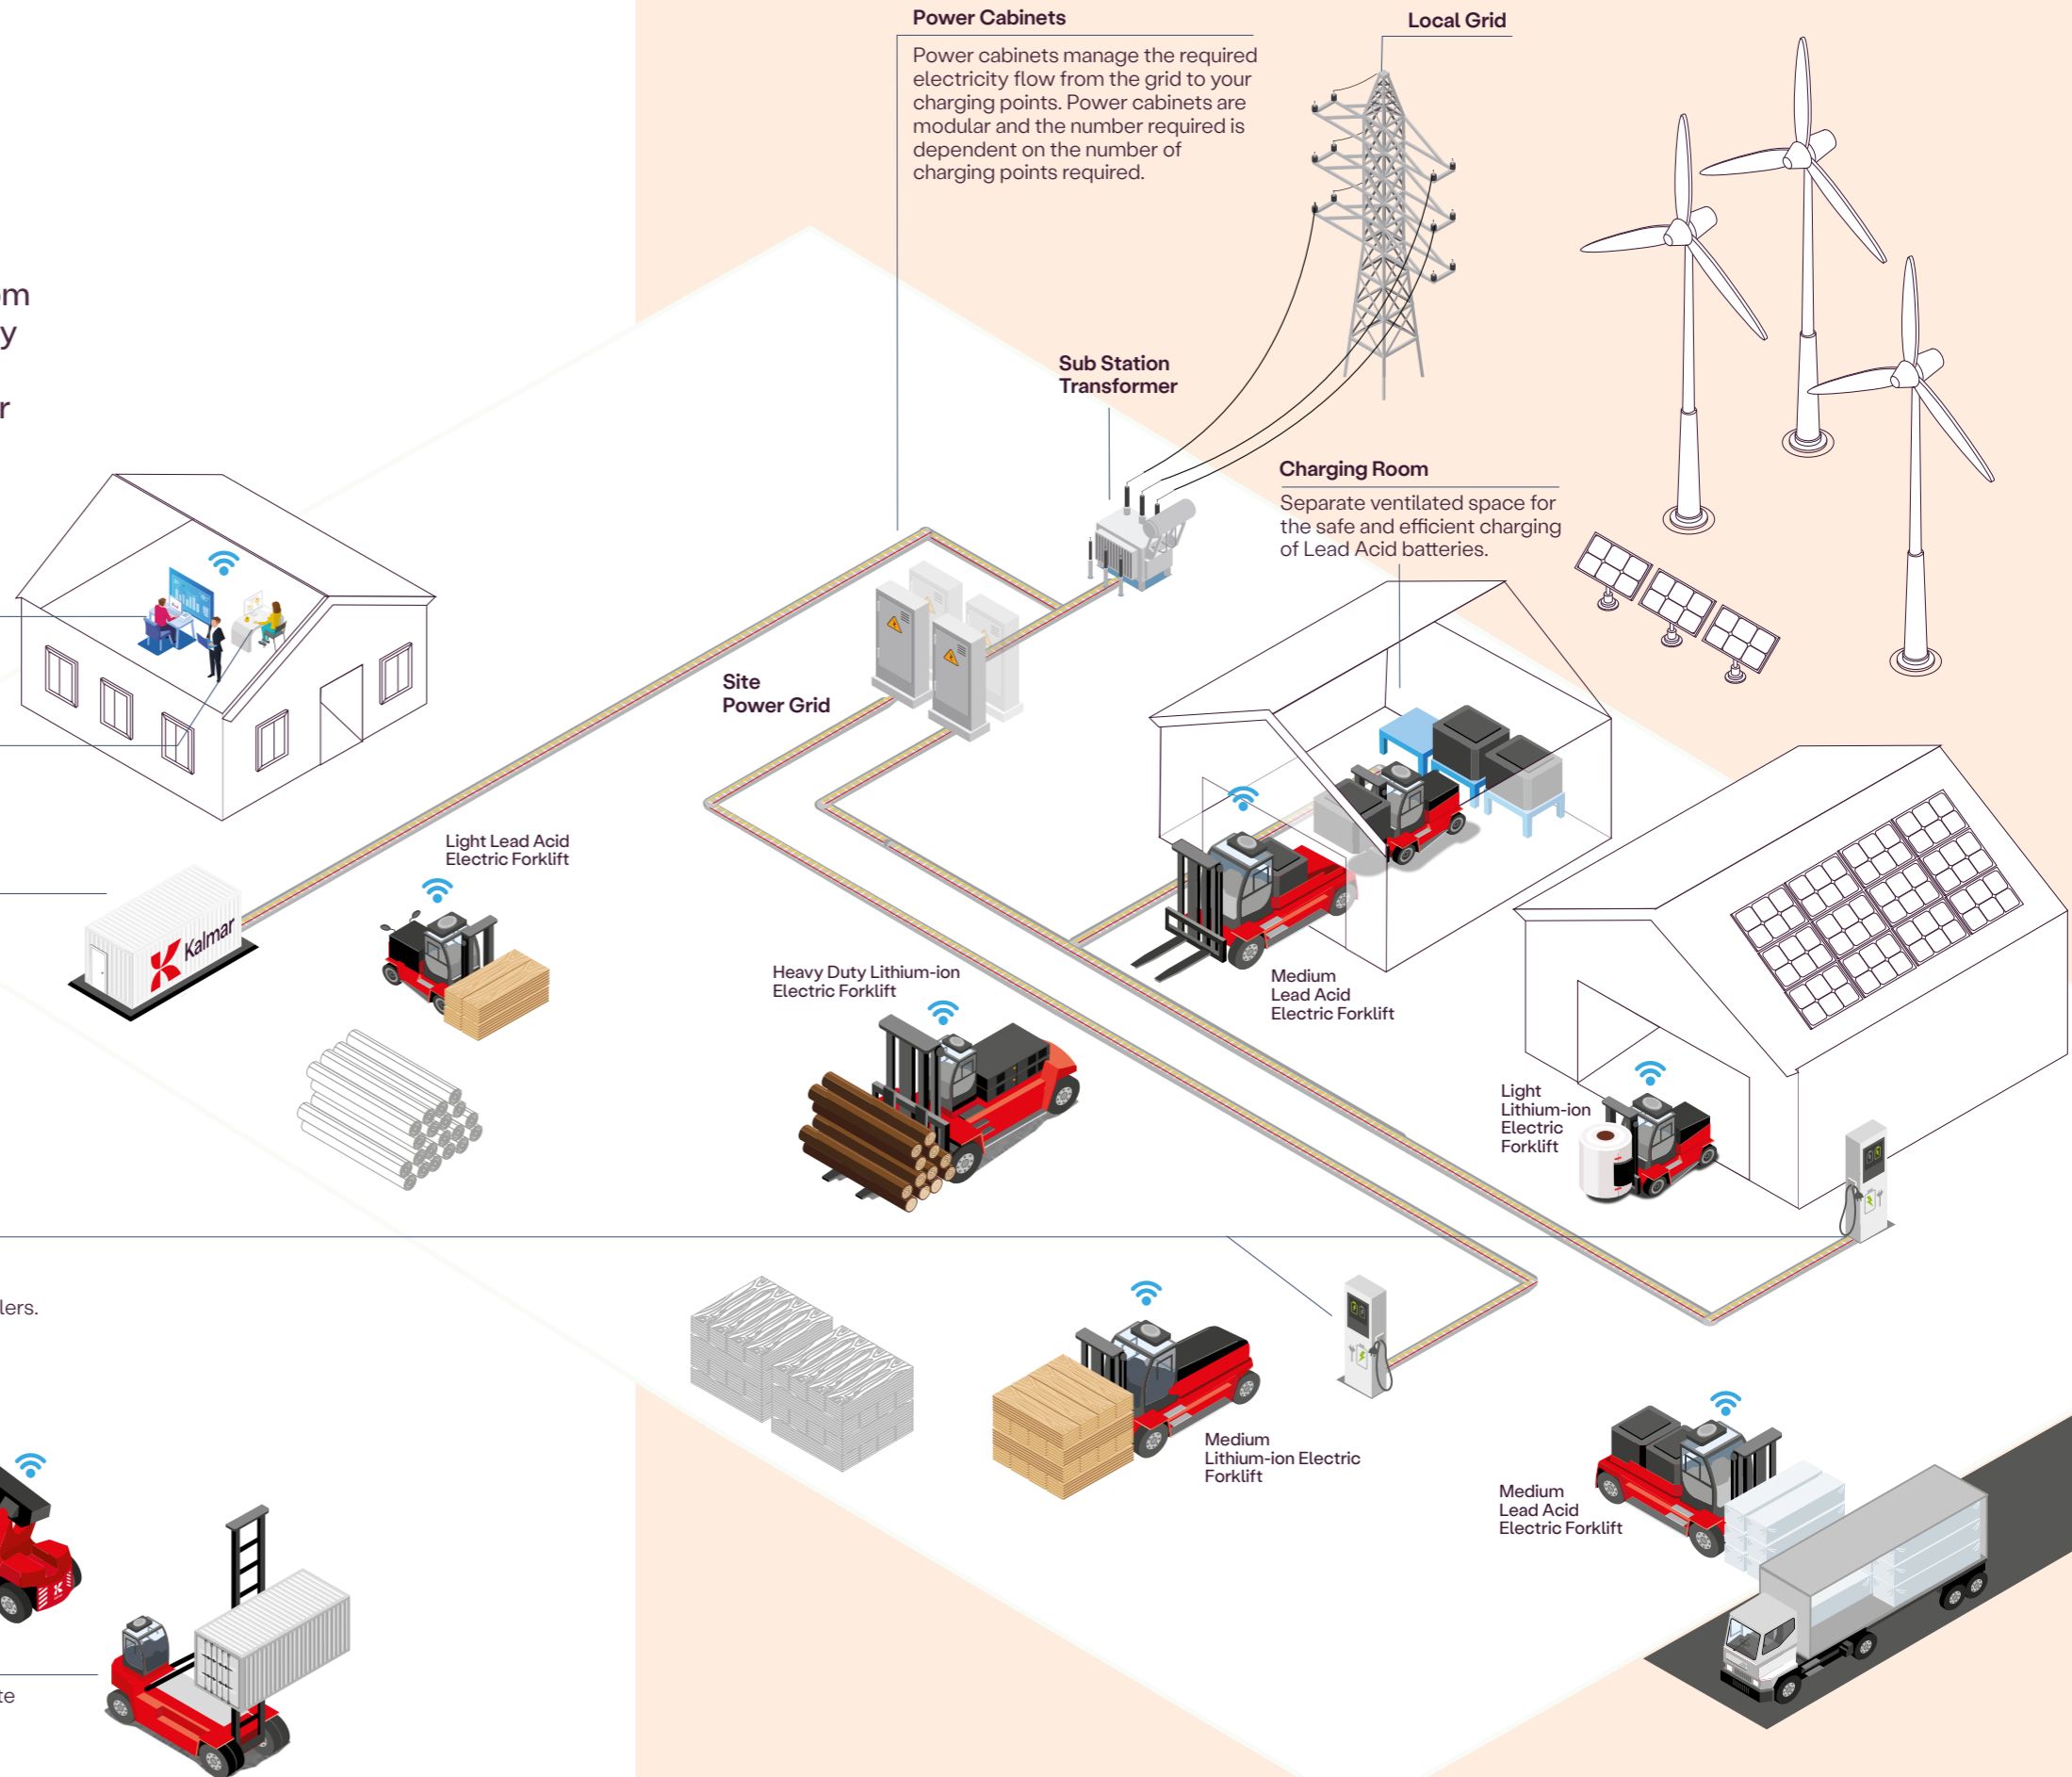 Power Cabinets
Power cabinets manage the required
electricity flow from the grid to your
charging points. Power cabinets are
modular and the number required is
dependent on the number of
charging points required.
Local Grid
Sub Station
Transformer
Charging Room
Separate ventilated space for
the safe and efficient charging
of Lead Acid batteries.
Site
Power Grid
Light Lead Acid
Electric Forklift
Kalmar
Heavy Duty Lithium-ion
Electric Forklift
Medium
Lead Acid
Electric Forklift
Light
Lithium-ion
Electric
Forklift
Medium
Lithium-ion Electric
Forklift
Medium
Lead Acid
Electric Forklift